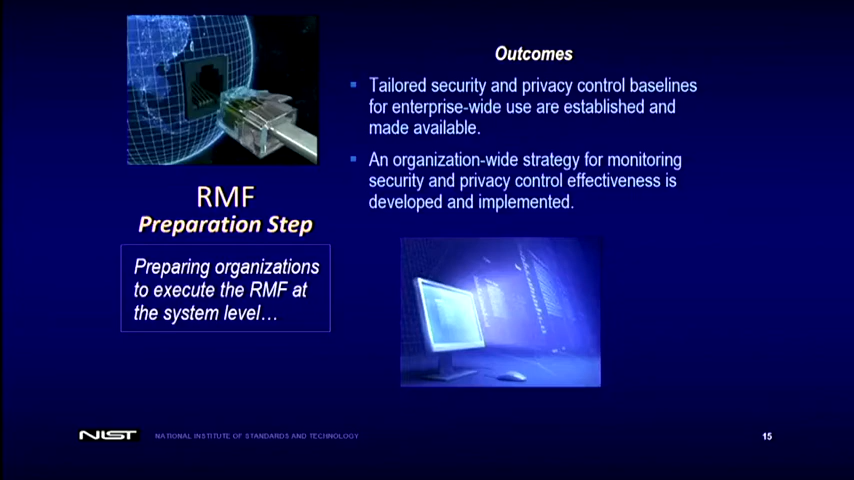 Outcomes
Tailored security and privacy control baselines
for enterprise-wide use are established and
made available.
An organization-wide strategy for monitoring
security and privacy control effectiveness is
developed and implemented.
RMF
Preparation Step
Preparing organizations
to execute the RMF at
the system level…
NIST
NATIONAL INSTITUTE OF STANDARDS AND TECHNOLOGY
15